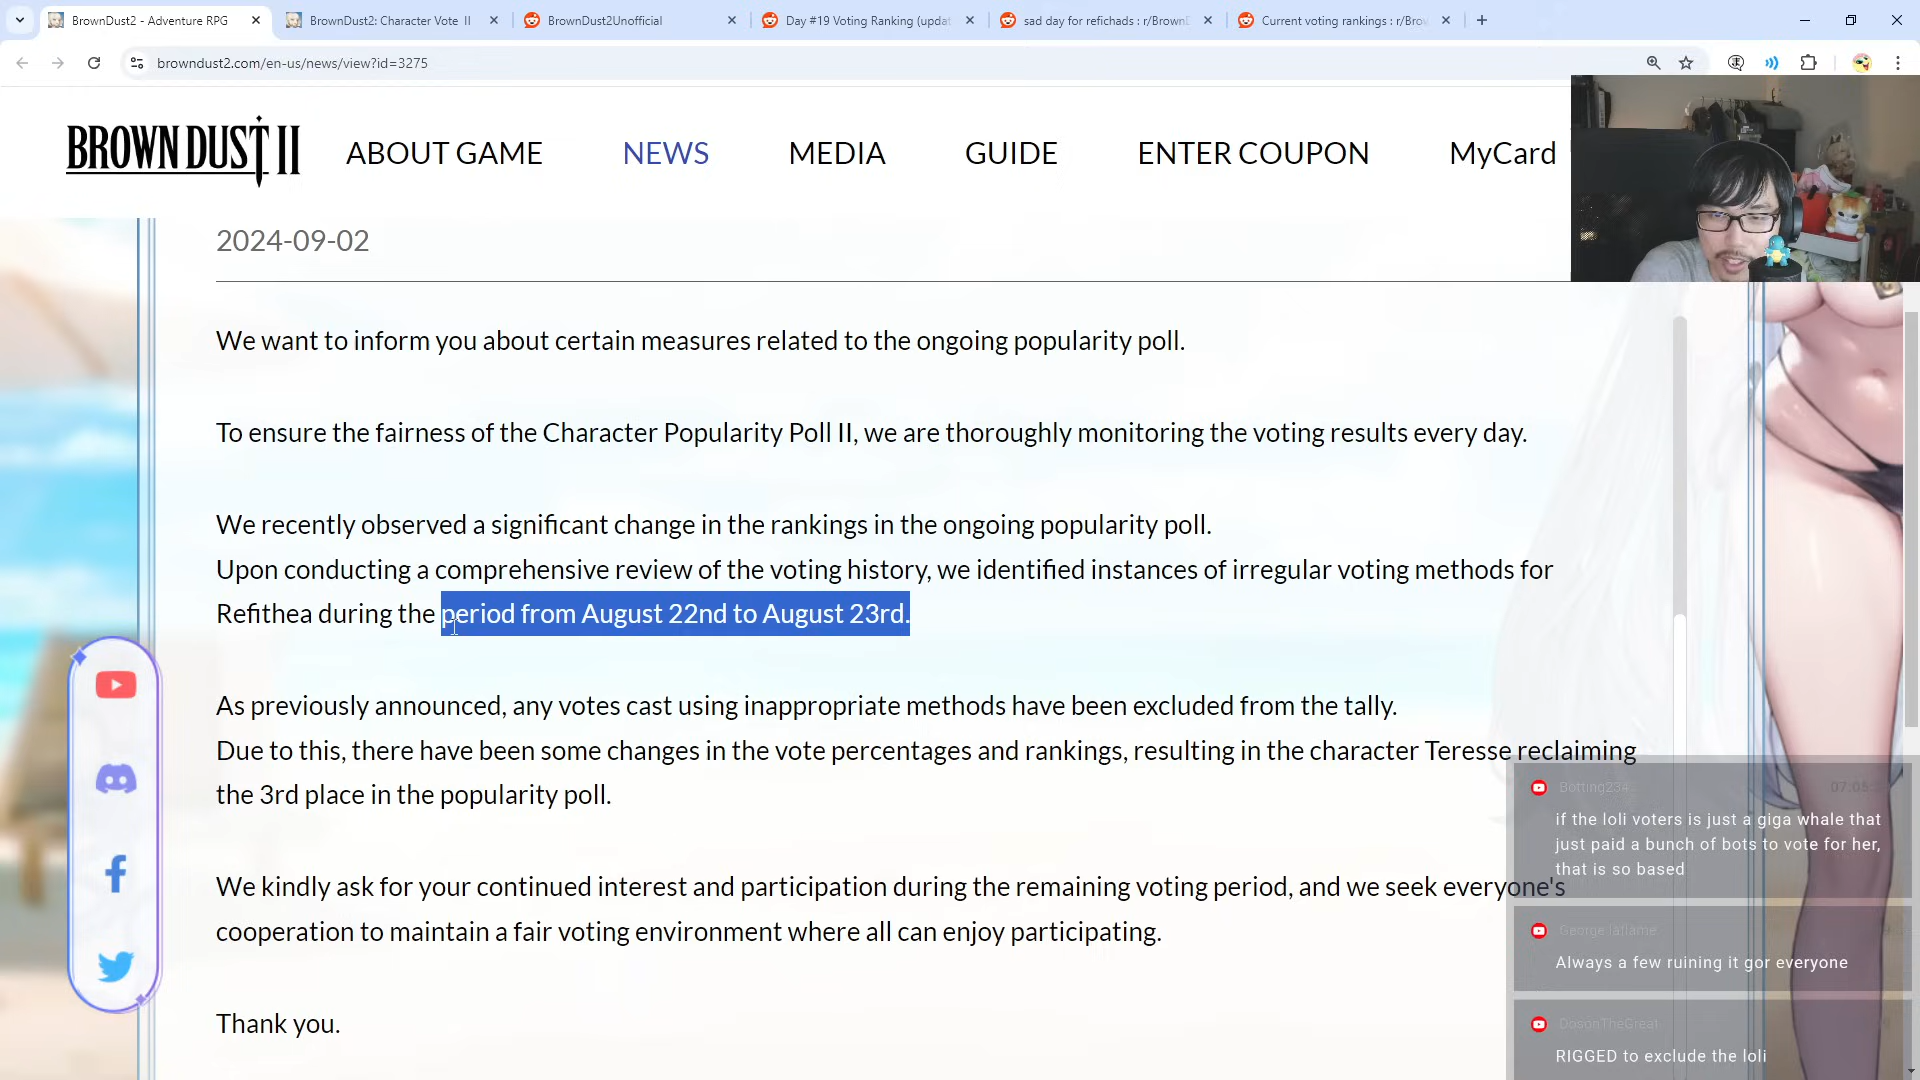 BrownDust2 - Adventure RPG
BrownDust2: Character Vote II
BrownDust2Unofficial
Day #19 Voting Ranking (updat
sad day for refichads : r/Brown
Current voting rankings : r/Brow
browndust2.com/en-us/news/view?id=3275
BROWN DUST II
ABOUT GAME
NEWS
MEDIA
GUIDE
ENTER COUPON
MyCard
2024-09-02
We want to inform you about certain measures related to the ongoing popularity poll.
To ensure the fairness of the Character Popularity Poll II, we are thoroughly monitoring the voting results every day.
We recently observed a significant change in the rankings in the ongoing popularity poll.
Upon conducting a comprehensive review of the voting history, we identified instances of irregular voting methods for
Refithea during the period from August 22nd to August 23rd.
As previously announced, any votes cast using inappropriate methods have been excluded from the tally.
Due to this, there have been some changes in the vote percentages and rankings, resulting in the character Teresse reclaiming
the 3rd place in the popularity poll.
We kindly ask for your continued interest and participation during the remaining voting period, and we seek everyone's
cooperation to maintain a fair voting environment where all can enjoy participating.
Thank you.
Botting234
if the loli voters is just a giga whale that
just paid a bunch of bots to vote for her,
that is so based
George laflame
Always a few ruining it gor everyone
DosonTheGreat
RIGGED to exclude the loli